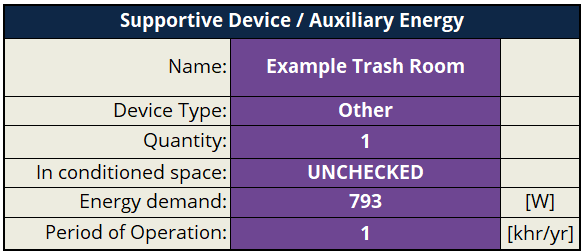 Supportive Device / Auxiliary Energy
Name: Example Trash Room
Device Type: Other
Quantity: 1
In conditioned space: UNCHECKED
Energy demand: 793 [W]
Period of Operation: 1 [khr/yr]